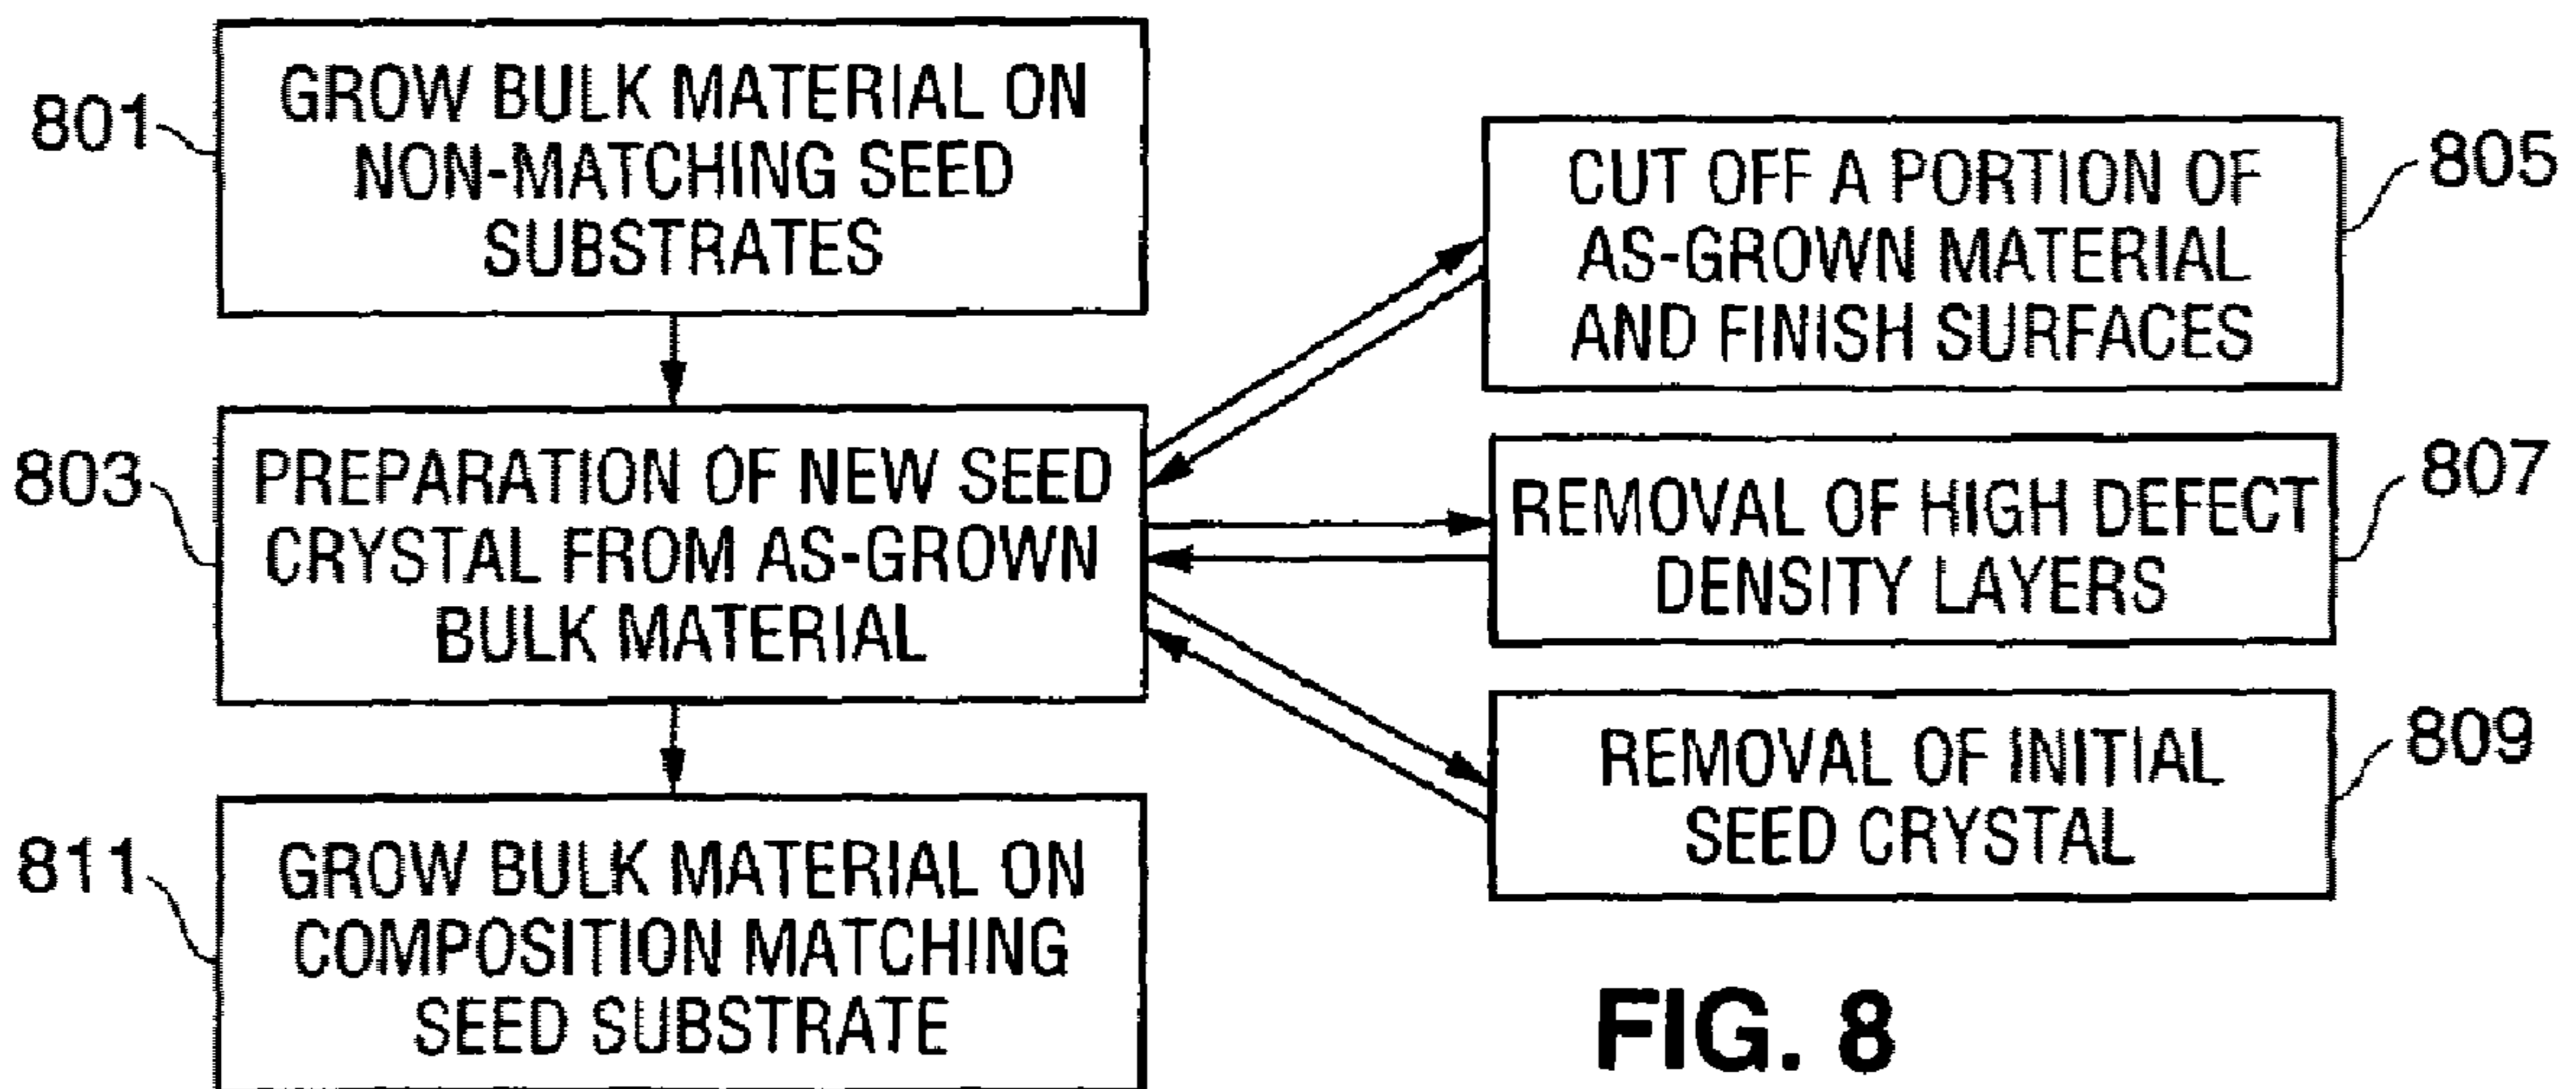 801
GROW BULK MATERIAL ON
NON-MATCHING SEED
SUBSTRATES
803
PREPARATION OF NEW SEED
CRYSTAL FROM AS-GROWN
BULK MATERIAL
811
GROW BULK MATERIAL ON
COMPOSITION MATCHING
SEED SUBSTRATE
CUT OFF A PORTION OF
AS-GROWN MATERIAL
AND FINISH SURFACES
805
REMOVAL OF HIGH DEFECT
DENSITY LAYERS
807
REMOVAL OF INITIAL
SEED CRYSTAL
809
FIG. 8